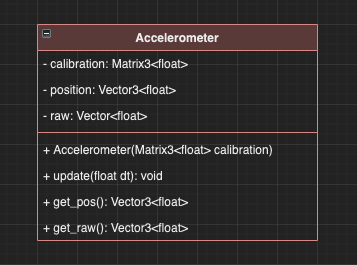 Accelerometer
- calibration: Matrix3<float>
- position: Vector3<float>
- raw: Vector<float>
+ Accelerometer(Matrix3<float> calibration)
+ update(float dt): void
+ get_pos(): Vector3<float>
+ get_raw(): Vector3<float>